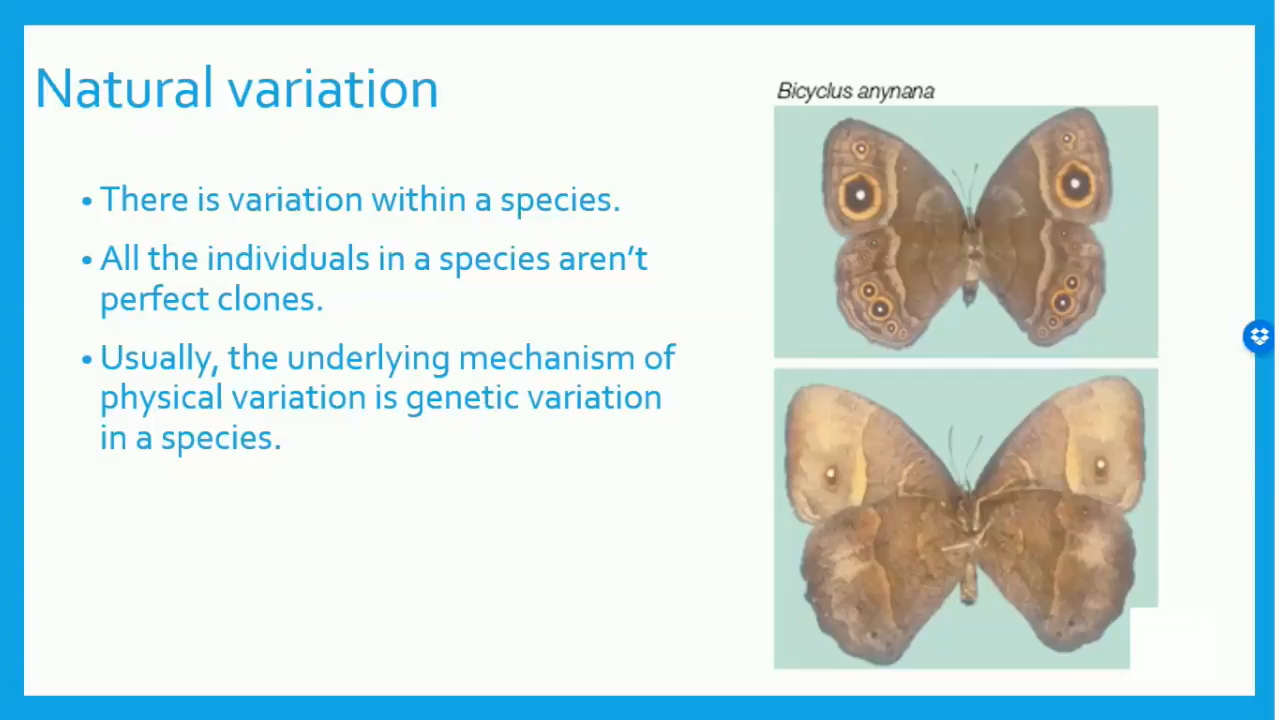 Natural variation
Bicyclus anynana
• There is variation within a species.
• All the individuals in a species aren’t
perfect clones.
• Usually, the underlying mechanism of
physical variation is genetic variation
in a species.